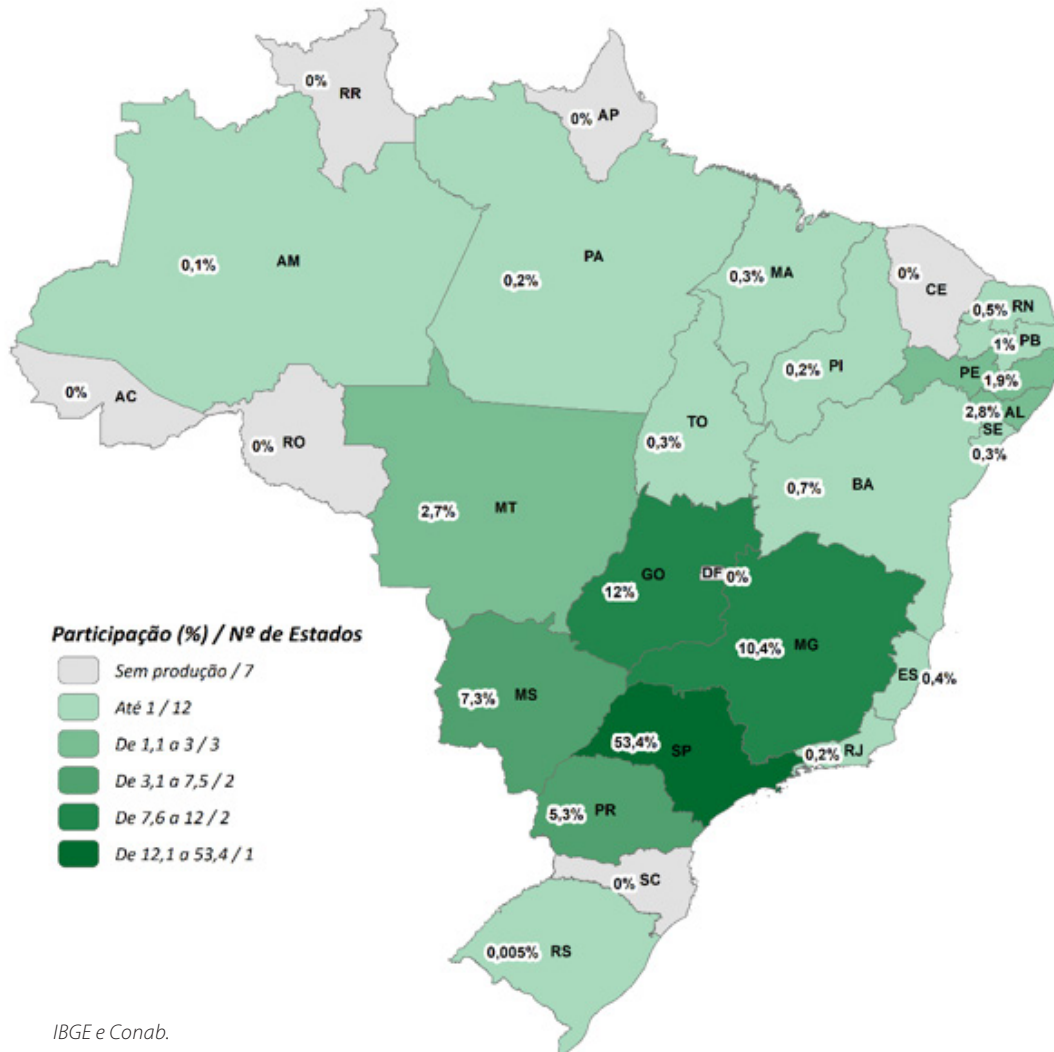 0%
RR
0%
AP
0,1%
AM
0,2%
PA
0,3%
MA
0%
CE
0,5%
RN
1%
PB
0,2%
PI
PE
1,9%
2,8%
AL
SE
0,3%
0%
AC
0%
RO
0,3%
TO
0,7%
BA
2,7%
MT
12%
GO
DF
0%
10,4%
MG
ES
0,4%
7,3%
MS
53,4%
SP
0,2%
RJ
5,3%
PR
0%
SC
0,005%
RS
Participação (%) / Nº de Estados
Sem produção / 7
Até 1 / 12
De 1,1 a 3 / 3
De 3,1 a 7,5 / 2
De 7,6 a 12 / 2
De 12,1 a 53,4 / 1
IBGE e Conab.